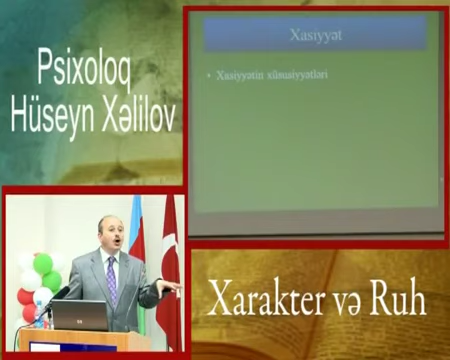 Psixoloq
Hüseyn Xəlilov
Xasiyyət
• Xasiyyətin xüsusiyyətləri
Xarakter və Ruh